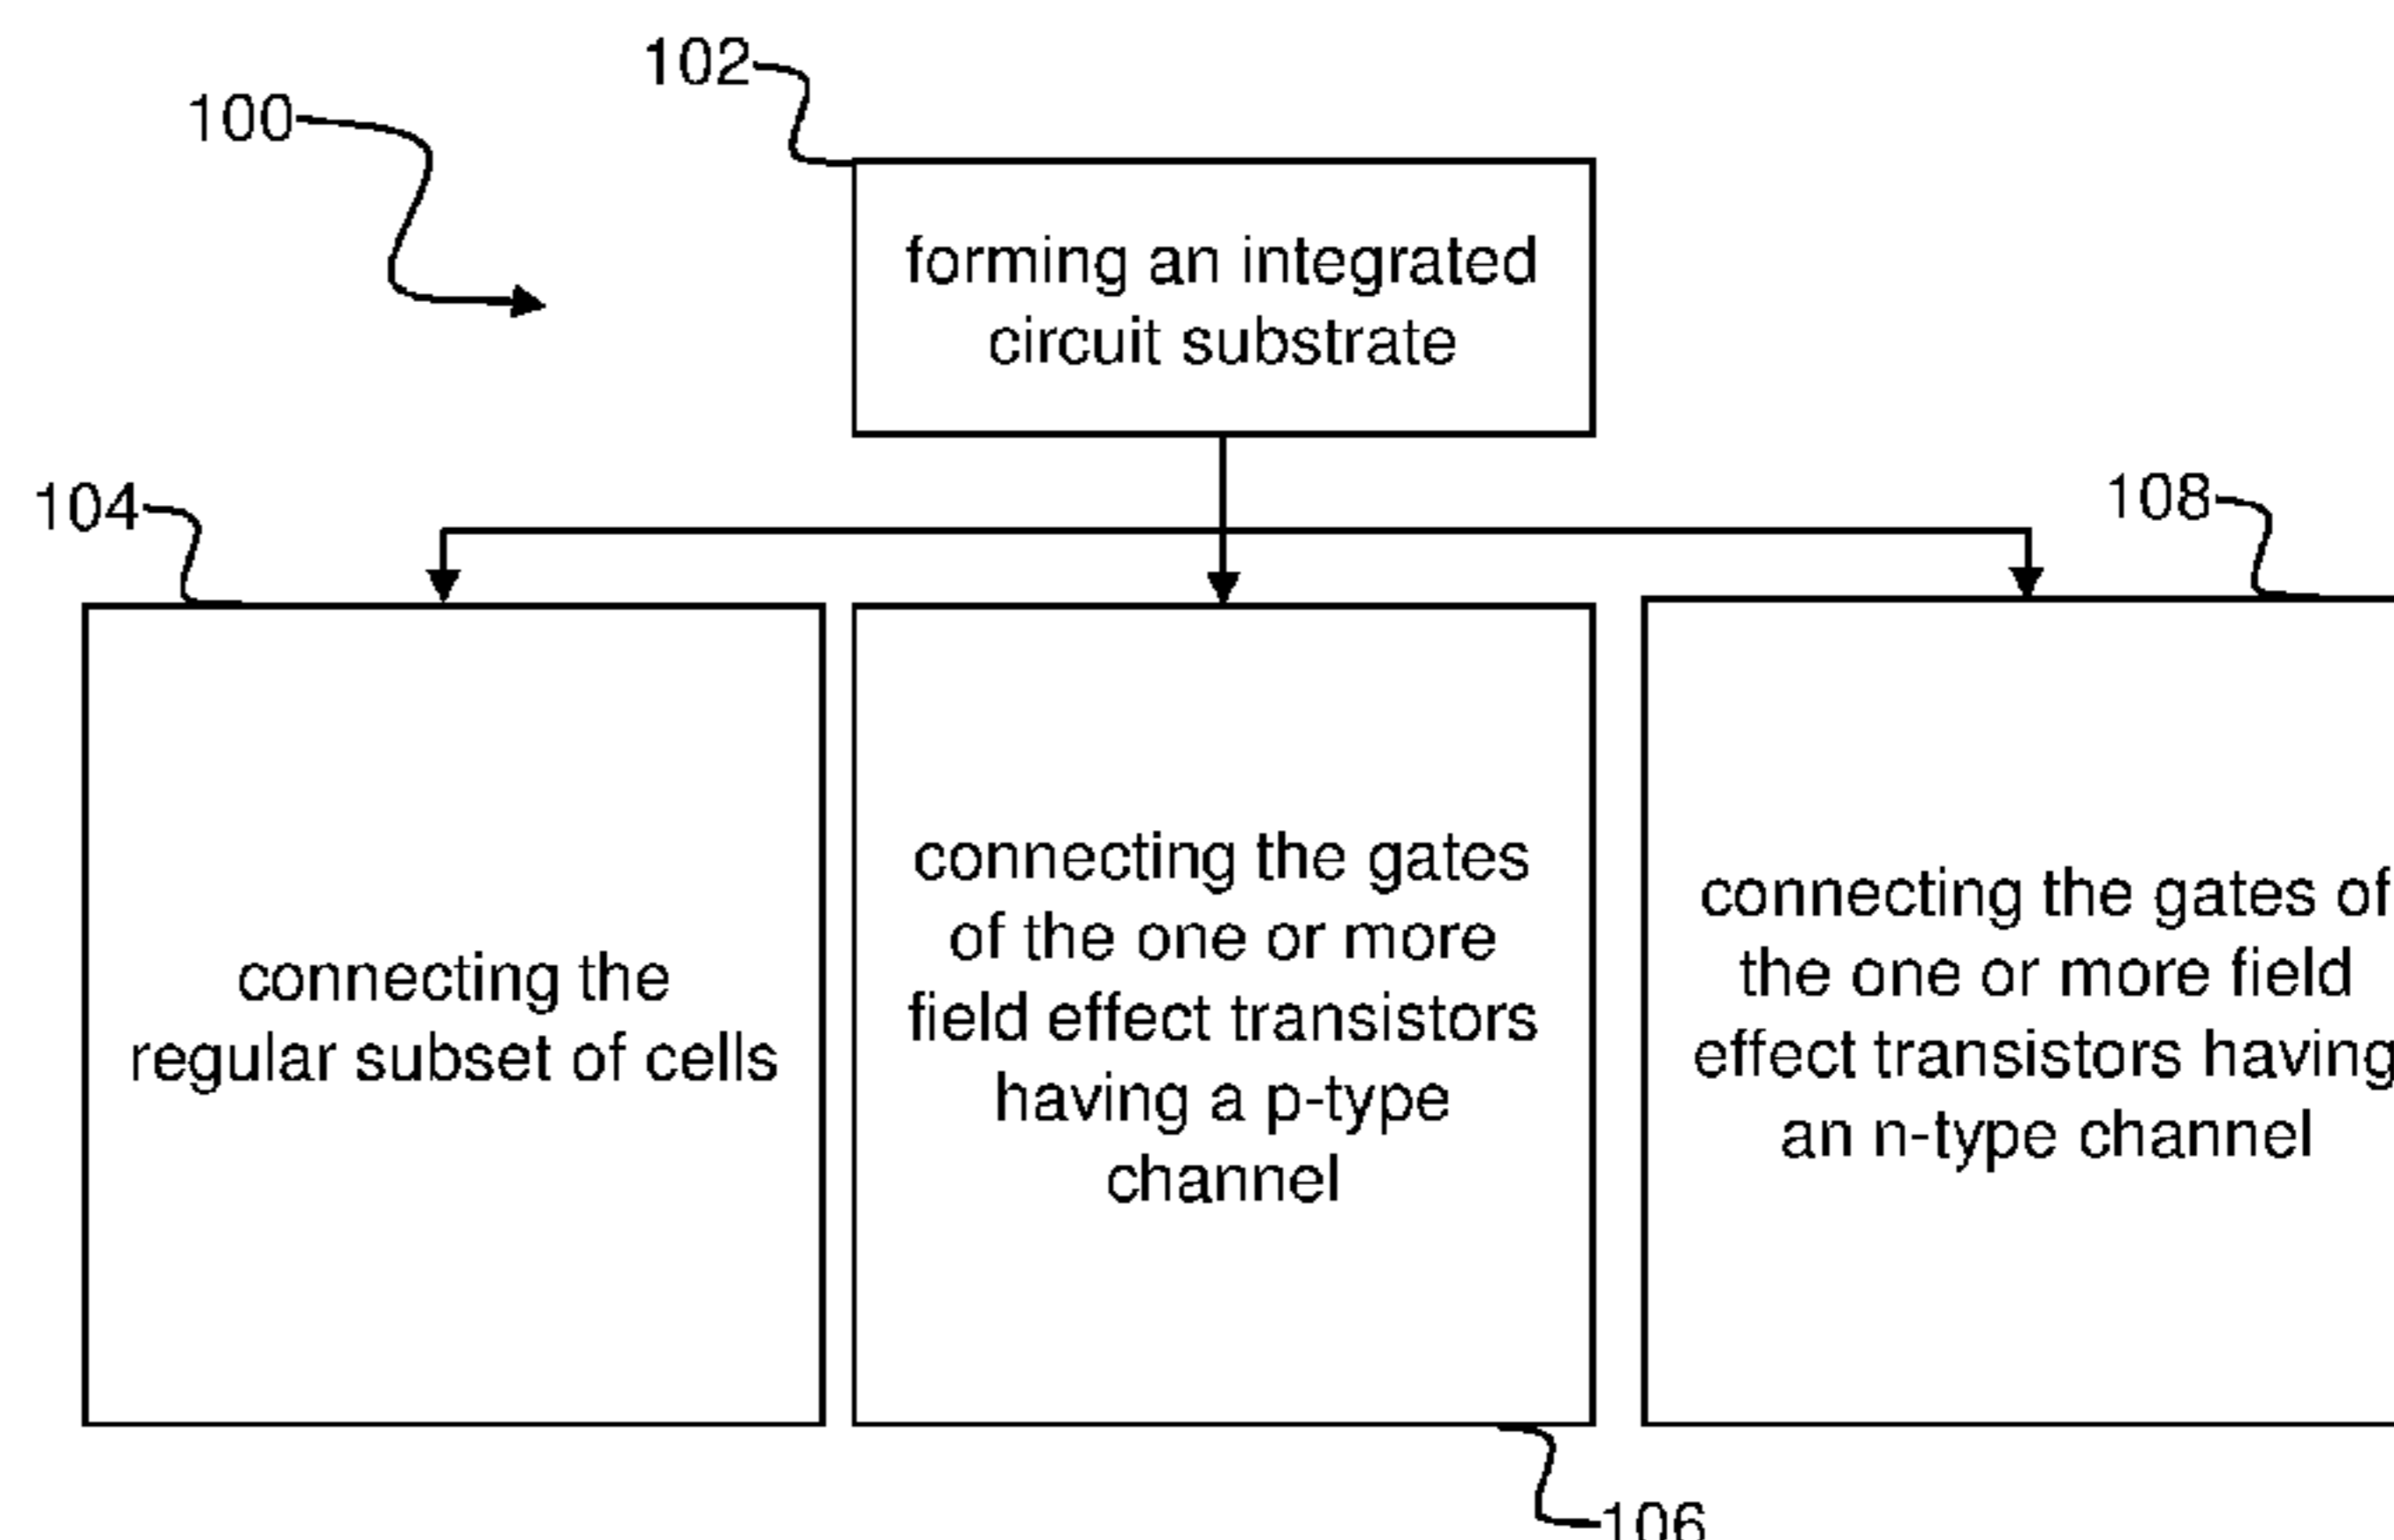 102
100
forming an integrated
circuit substrate
104
108
connecting the
regular subset of cells
connecting the gates
of the one or more
field effect transistors
having a p-type
channel
connecting the gates of
the one or more field
effect transistors having
an n-type channel
106